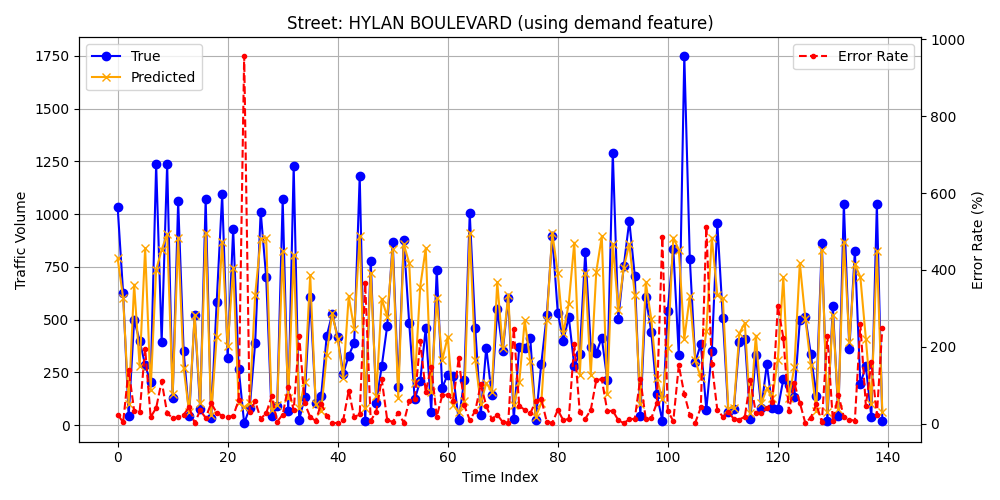 Street: HYLAN BOULEVARD (using demand feature)
True
Predicted
Error Rate
Traffic Volume
1750
1500
1250
1000
750
500
250
0
1000
800
600
400
200
0
Error Rate (%)
0 20 40 60 80 100 120 140
Time Index